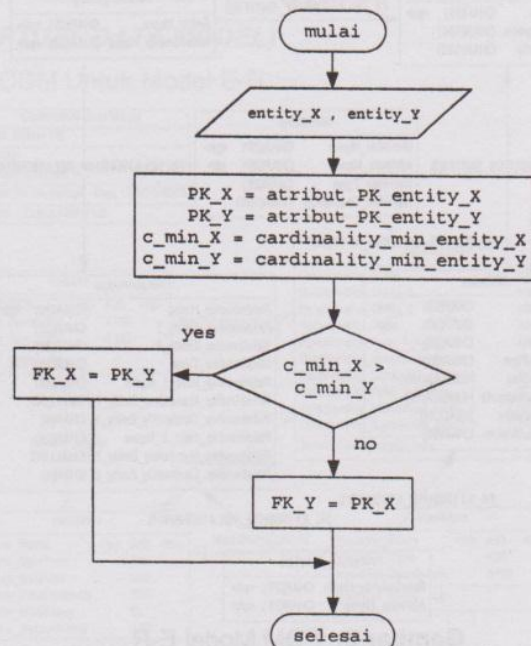 mulai
entity_X , entity_Y
PK_X = atribut_PK_entity_X
PK_Y = atribut_PK_entity_Y
c_min_X = cardinality_min_entity_X
c_min_Y = cardinality_min_entity_Y
yes
FK_X = PK_Y
c_min_X >
c_min_Y
no
FK_Y = PK_X
selesai